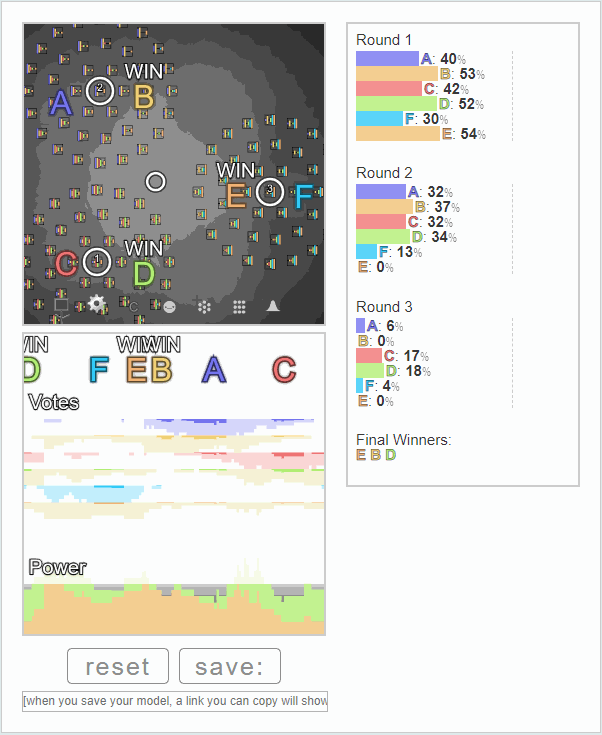 WIN
A
2
B
WIN
E
3
F
WIN
C
1
D
C
WIN
WIN
WIN
D
F
E
B
A
C
Votes
Power
reset
save:
[when you save your model, a link you can copy will show
Round 1
A: 40%
B: 53%
C: 42%
D: 52%
F: 30%
E: 54%
Round 2
A: 32%
B: 37%
C: 32%
D: 34%
F: 13%
E: 0%
Round 3
A: 6%
B: 0%
C: 17%
D: 18%
F: 4%
E: 0%
Final Winners:
E B D